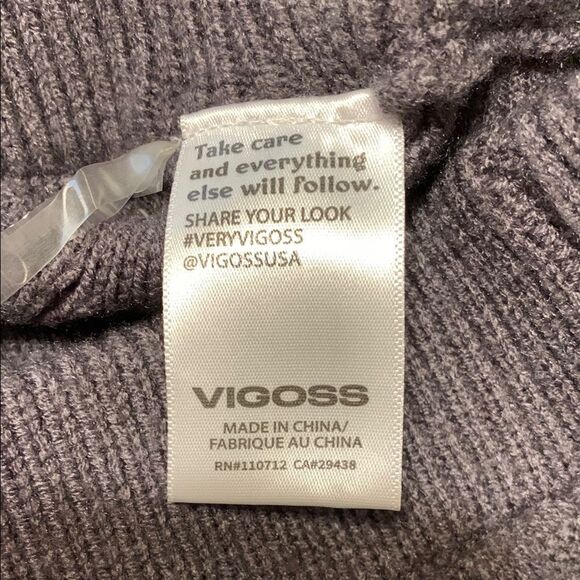 Take care
and everything
else will follow.
SHARE YOUR LOOK
#VERYVIGOSS
@VIGOSSUSA
VIGOSS
MADE IN CHINA/
FABRIQUE AU CHINA
RN#110712 CA#29438